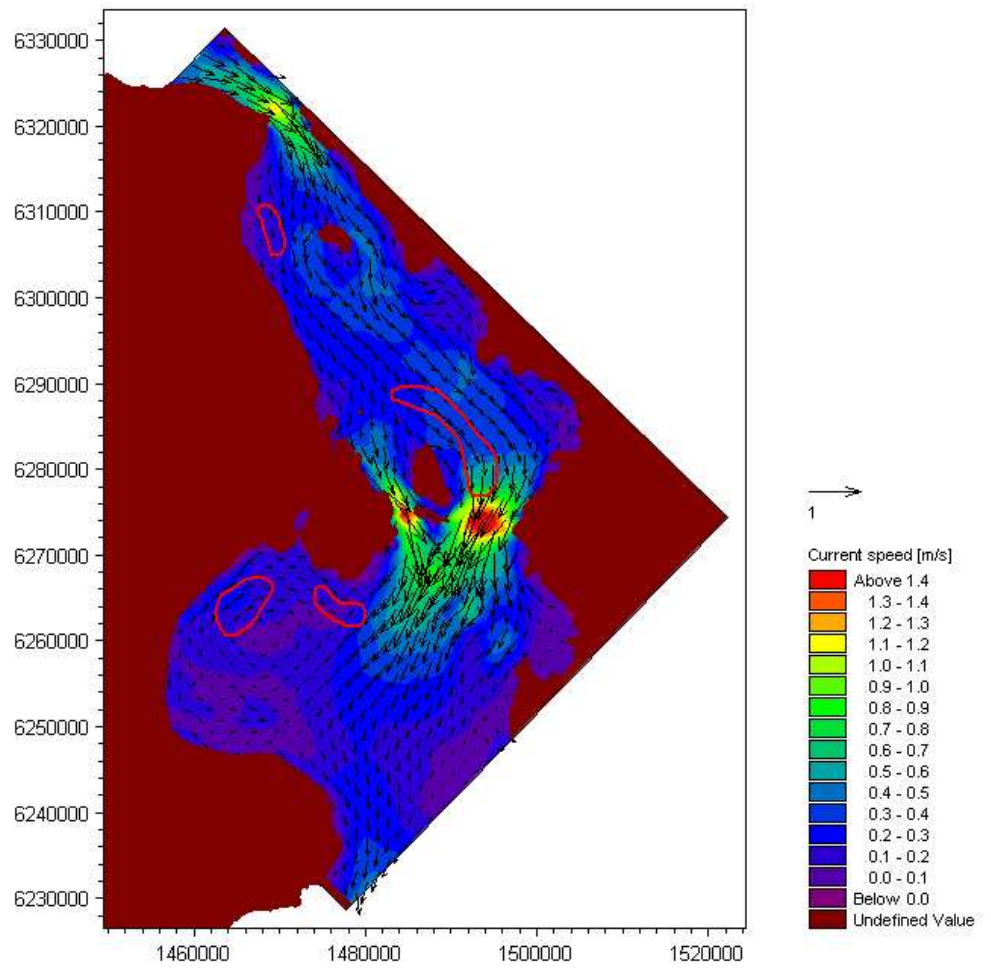 6330000
6320000
6310000
6300000
6290000
6280000
6270000
6260000
6250000
6240000
6230000
1460000 1480000 1500000 1520000
1
Current speed [m/s]
Above 1.4
1.3 - 1.4
1.2 - 1.3
1.1 - 1.2
1.0 - 1.1
0.9 - 1.0
0.8 - 0.9
0.7 - 0.8
0.6 - 0.7
0.5 - 0.6
0.4 - 0.5
0.3 - 0.4
0.2 - 0.3
0.1 - 0.2
0.0 - 0.1
Below 0.0
Undefined Value